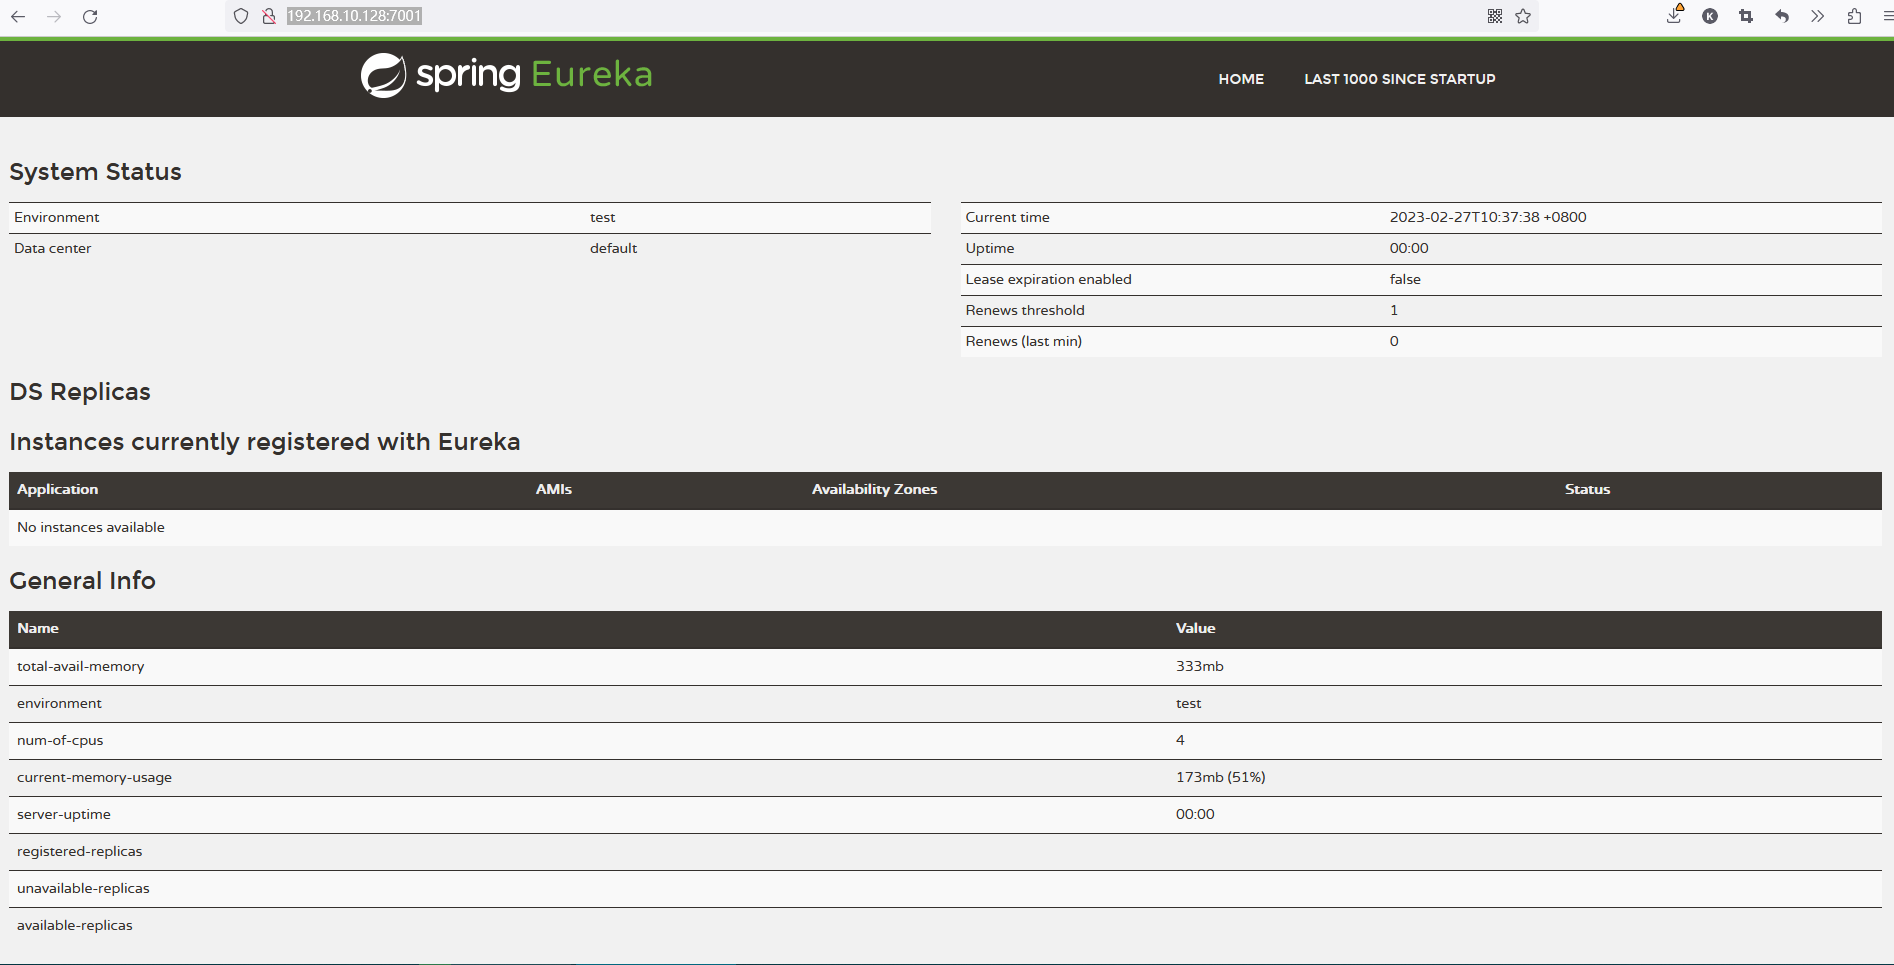 192.168.10.128:7001
K
spring Eureka
HOME LAST 1000 SINCE STARTUP
System Status
Environment test
Data center default
Current time 2023-02-27T10:37:38 +0800
Uptime 00:00
Lease expiration enabled false
Renews threshold 1
Renews (last min) 0
DS Replicas
Instances currently registered with Eureka
Application AMIs Availability Zones Status
No instances available
General Info
Name Value
total-avail-memory 333mb
environment test
num-of-cpus 4
current-memory-usage 173mb (51%)
server-uptime 00:00
registered-replicas
unavailable-replicas
available-replicas